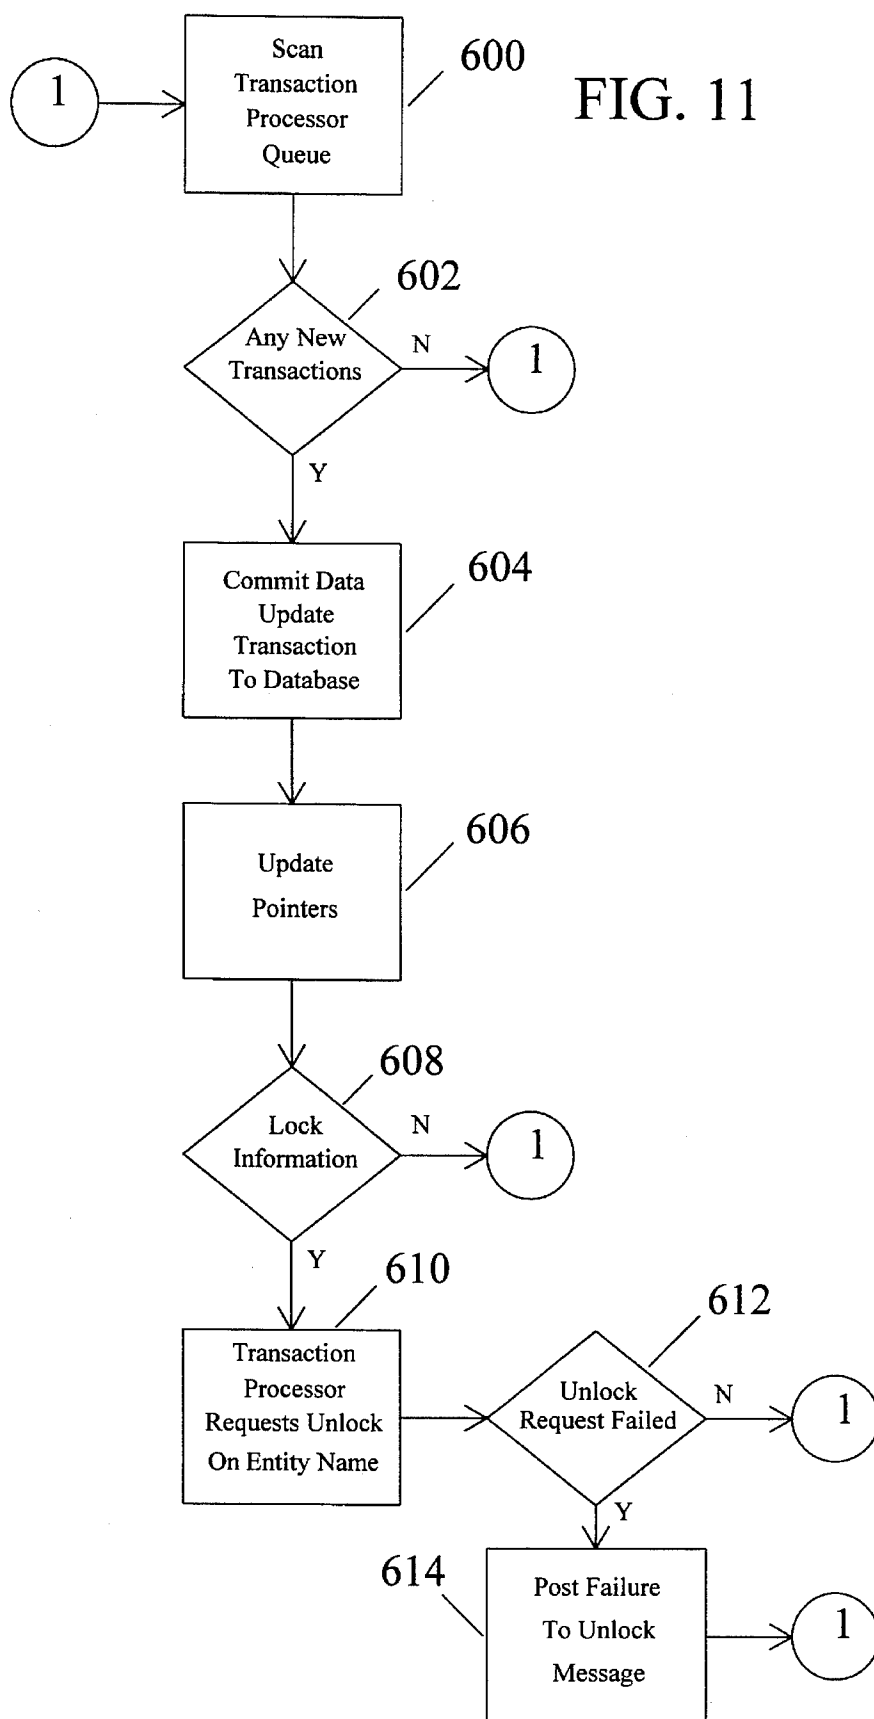 1
Scan
Transaction
Processor
Queue
600
FIG. 11
602
Any New
Transactions
N
1
Y
Commit Data
Update
Transaction
To Database
604
Update
Pointers
606
608
Lock
Information
N
1
Y
610
Transaction
Processor
Requests Unlock
On Entity Name
612
Unlock
Request Failed
N
1
Y
614
Post Failure
To Unlock
Message
1